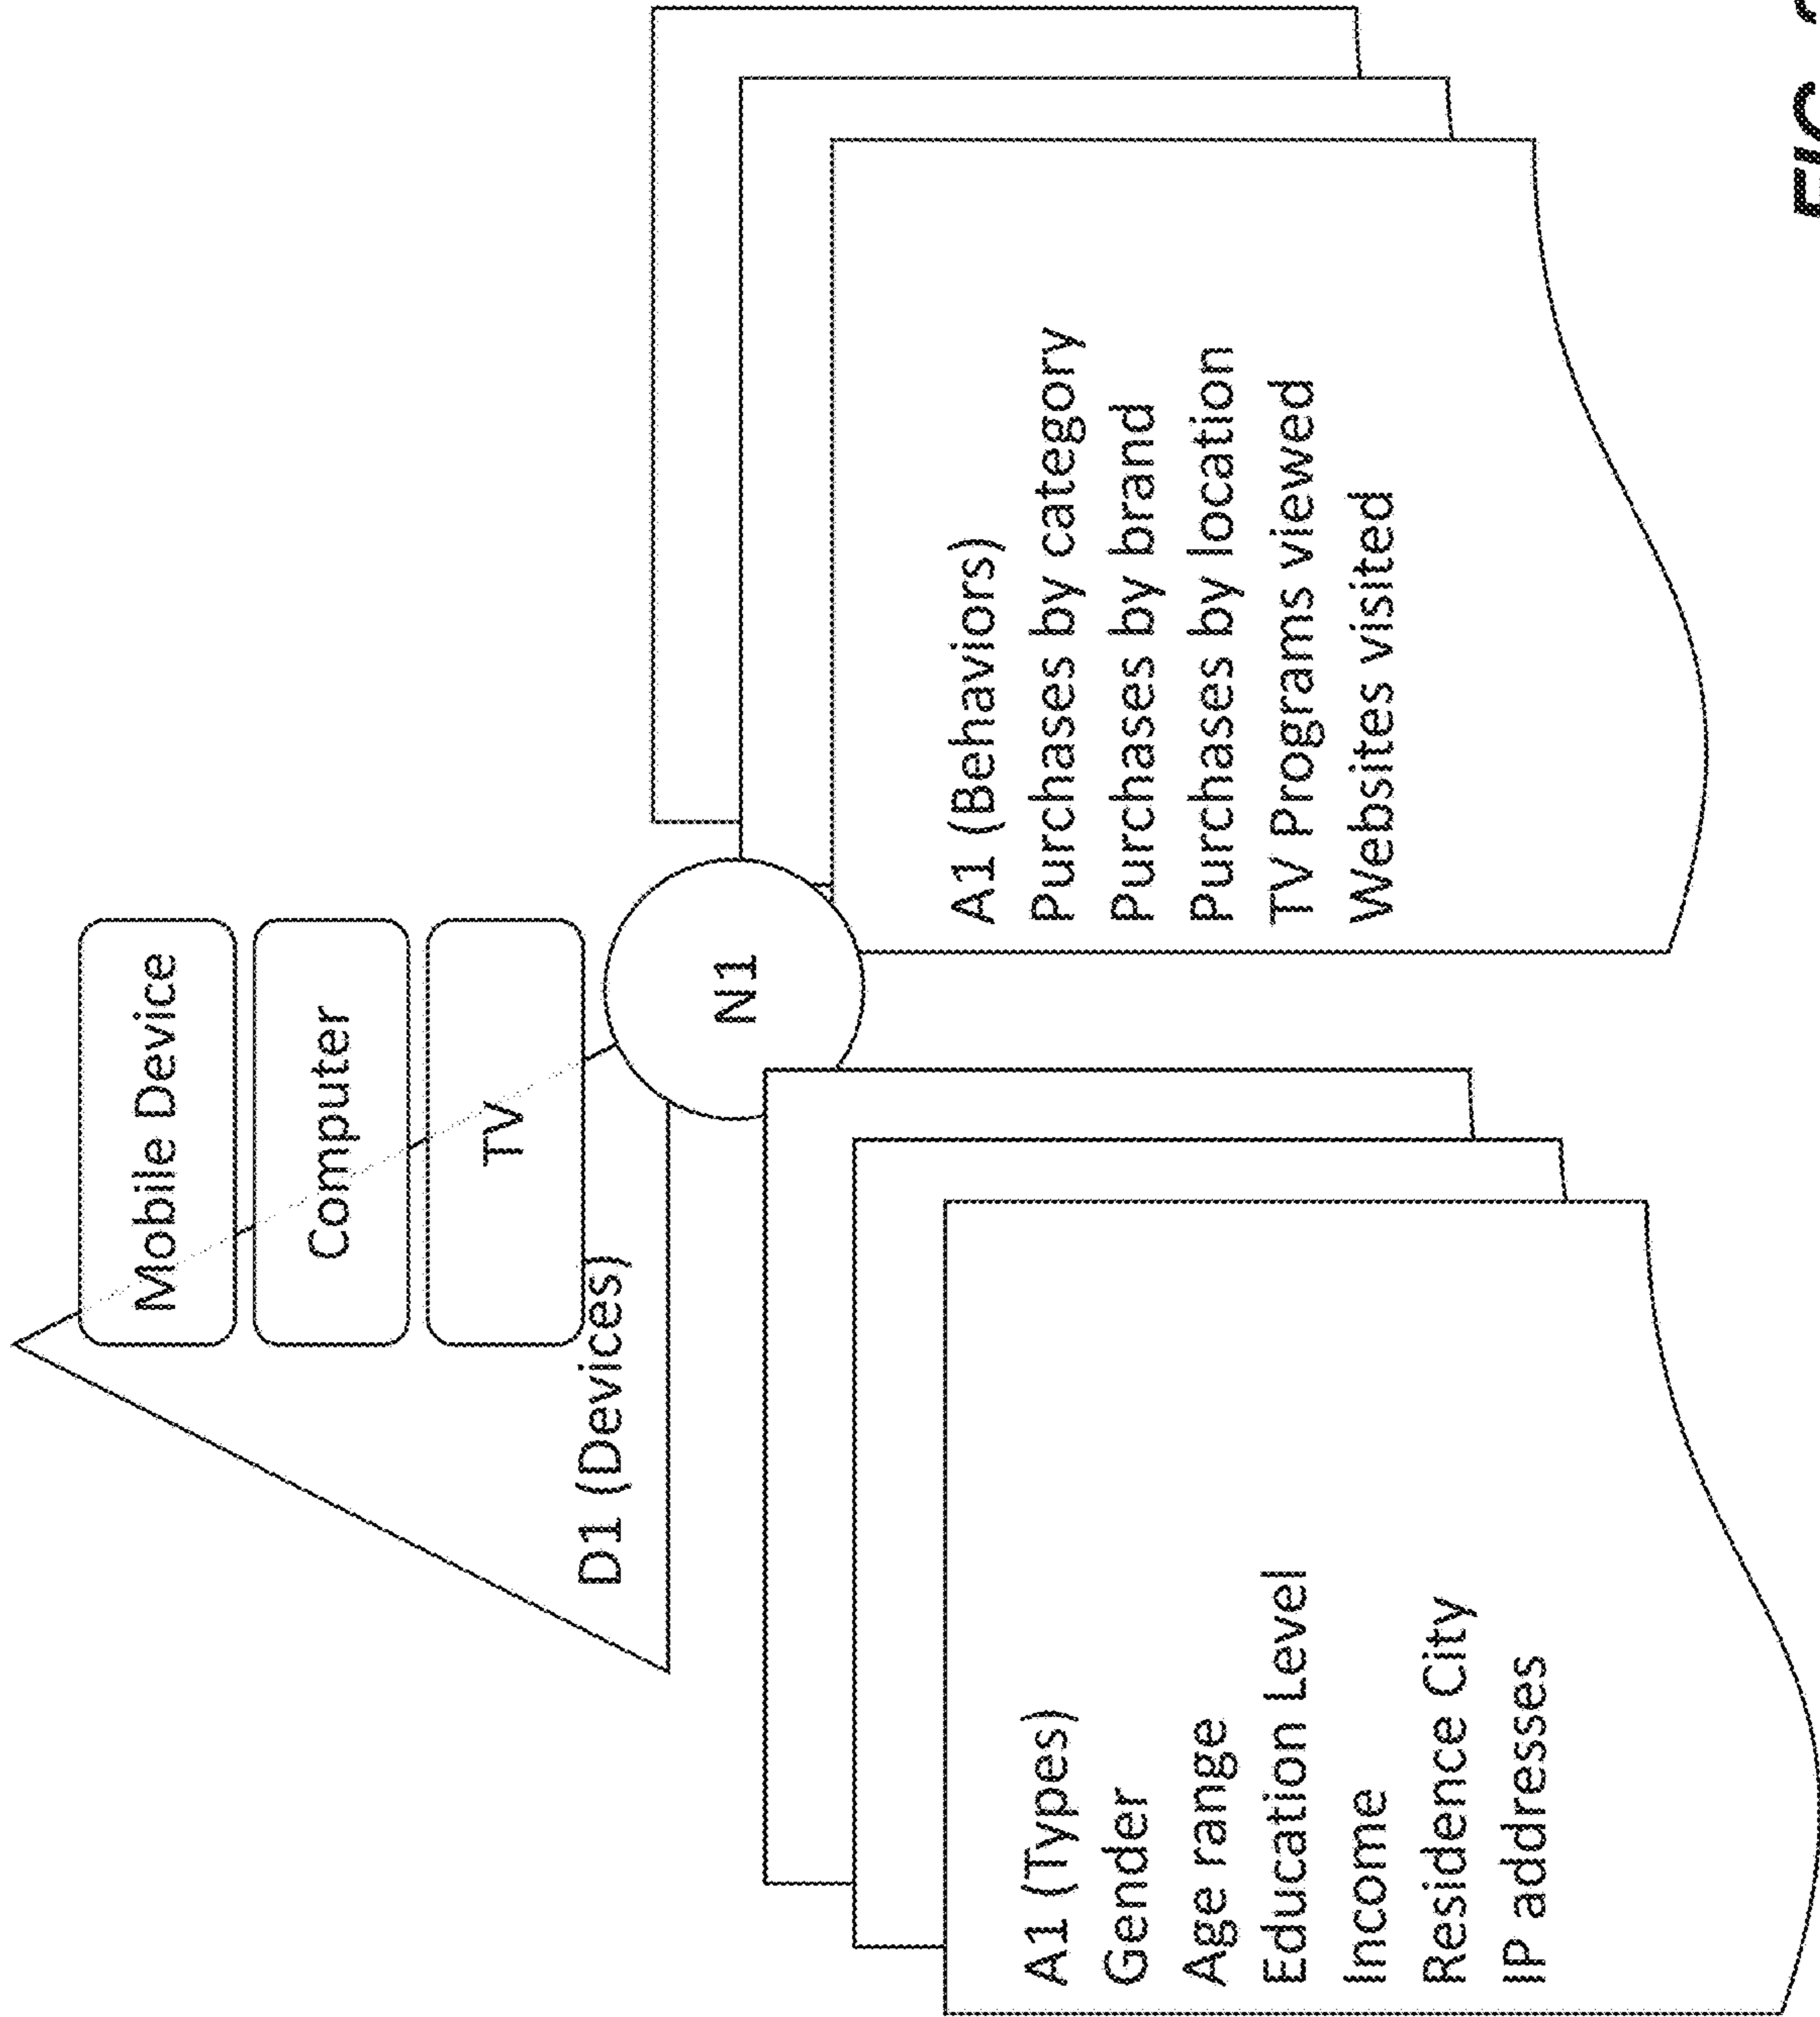 Mobile Device
Computer
TV
D1 (Devices)
N1
A1 (Types)
Gender
Age range
Education Level
Income
Residence City
IP addresses
A1 (Behaviors)
Purchases by category
Purchases by brand
Purchases by location
TV Programs viewed
Websites visited